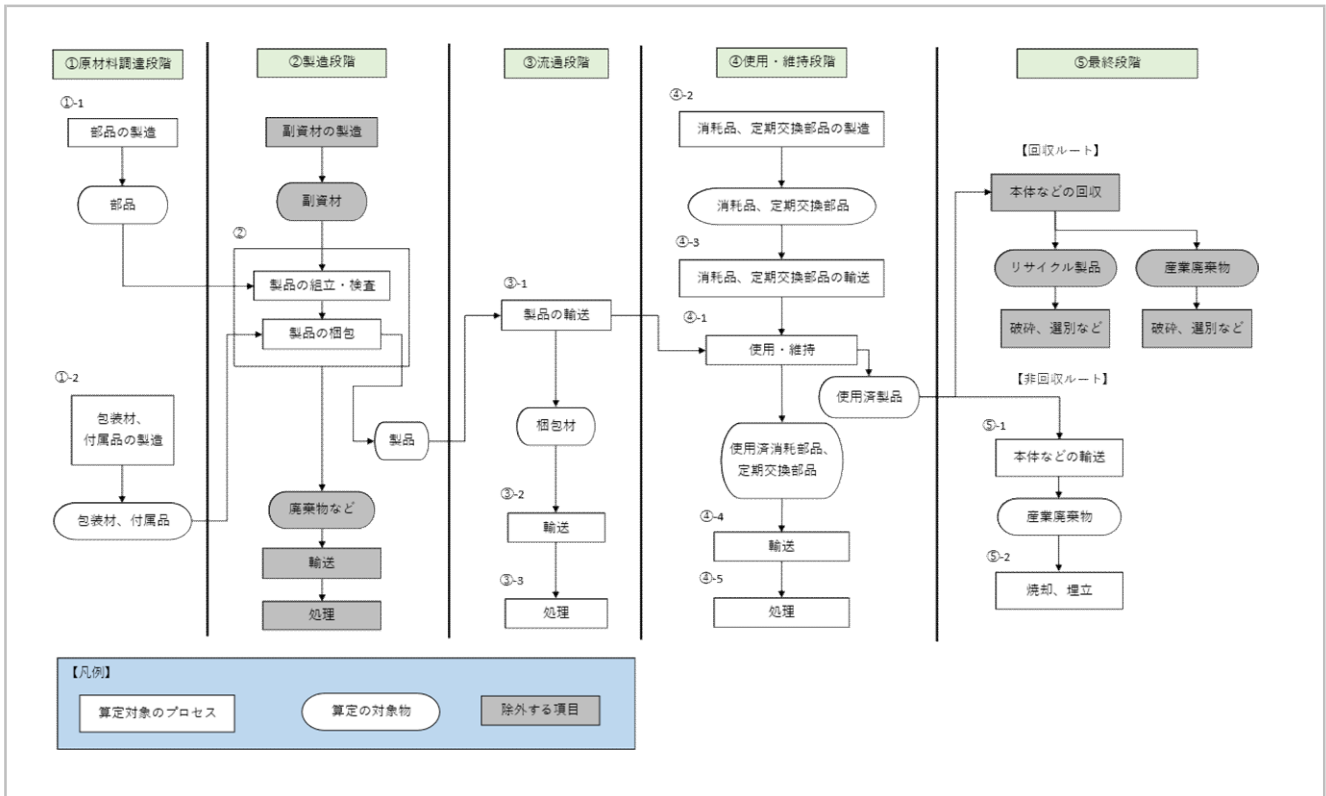 ①原材料調達段階
①-1
部品の製造
部品
①-2
包装材、
付属品の製造
包装材、付属品
②製造段階
副資材の製造
副資材
②
製品の組立・検査
製品の梱包
製品
廃棄物など
輸送
処理
③流通段階
③-1
製品の輸送
梱包材
③-2
輸送
③-3
処理
④使用・維持段階
④-2
消耗品、定期交換部品の製造
消耗品、定期交換部品
④-3
消耗品、定期交換部品の輸送
④-1
使用・維持
使用済製品
使用済消耗部品、
定期交換部品
④-4
輸送
④-5
処理
⑤最終段階
【回収ルート】
本体などの回収
リサイクル製品
産業廃棄物
破砕、選別など
破砕、選別など
【非回収ルート】
⑤-1
本体などの輸送
産業廃棄物
⑤-2
焼却、埋立
【凡例】
算定対象のプロセス
算定の対象物
除外する項目